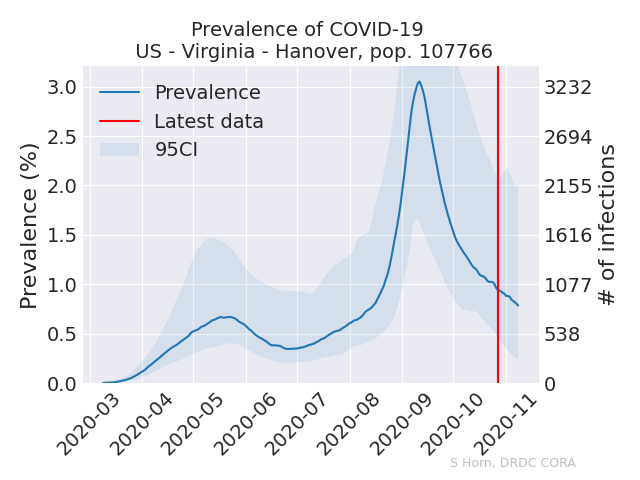 Prevalence of COVID-19
US - Virginia - Hanover, pop. 107766
Prevalence
Latest data
95CI
Prevalence (%)
3.0
2.5
2.0
1.5
1.0
0.5
0.0
3232
2694
2155
1616
1077
538
0
# of infections
2020-03
2020-04
2020-05
2020-06
2020-07
2020-08
2020-09
2020-10
2020-11
S Horn, DRDC CORA